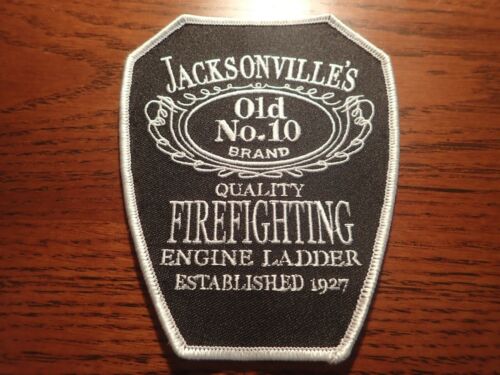 JACKSONVILLE'S
Old
No. 10
BRAND
QUALITY
FIREFIGHTING
ENGINE LADDER
ESTABLISHED 1927